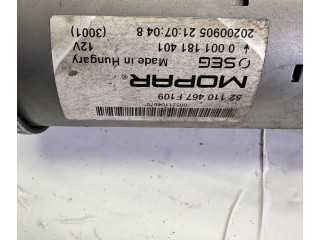 52 110 467 F109
MOPAR®
SEG Made in Hungary
0 001 181 401 12V
20200905 21:07:04 8 (3001)